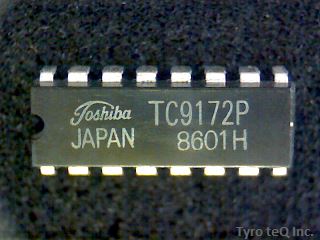 Toshiba TC9172P
JAPAN 8601H
Tyro teQ Inc.